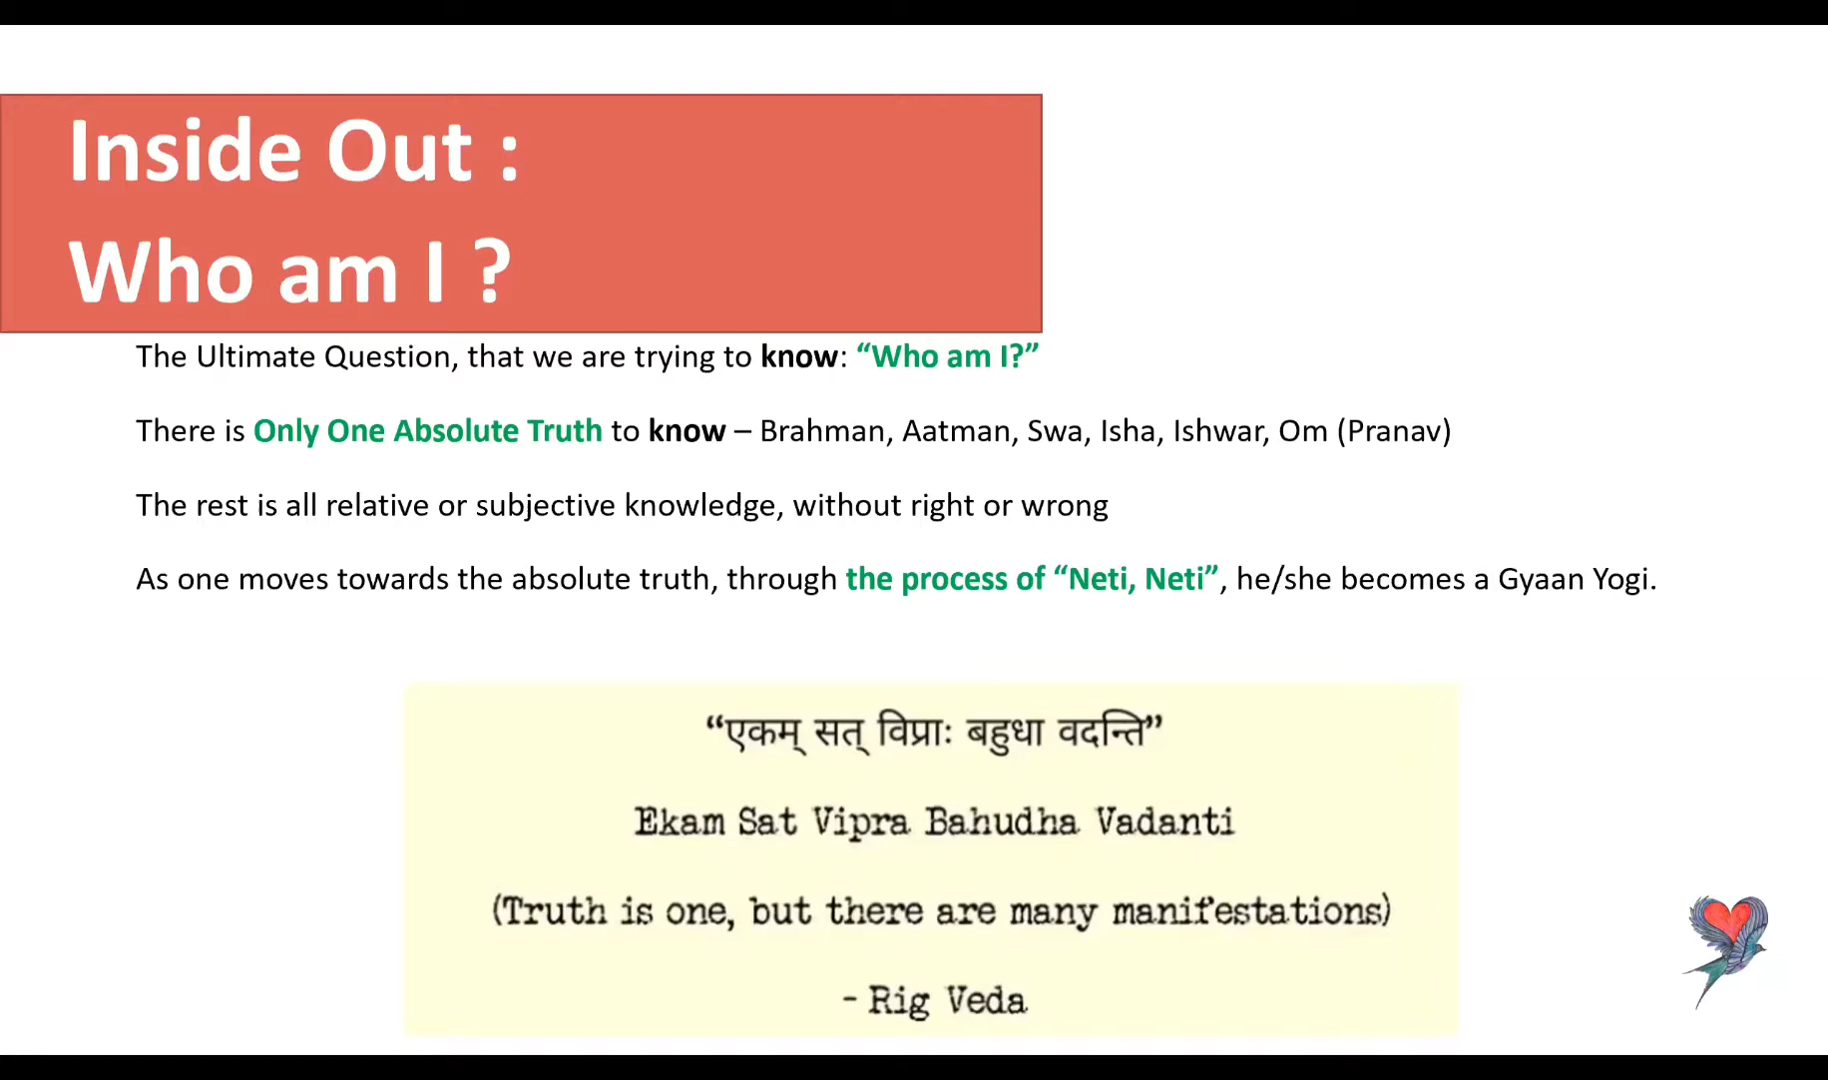 Inside Out :
Who am I ?
The Ultimate Question, that we are trying to know: “Who am I?”
There is Only One Absolute Truth to know – Brahman, Aatman, Swa, Isha, Ishwar, Om (Pranav)
The rest is all relative or subjective knowledge, without right or wrong
As one moves towards the absolute truth, through the process of “Neti, Neti”, he/she becomes a Gyaan Yogi.
“एकम् सत् विप्राः बहुधा वदन्ति”
Ekam Sat Vipra Bahudha Vadanti
(Truth is one, but there are many manifestations)
- Rig Veda